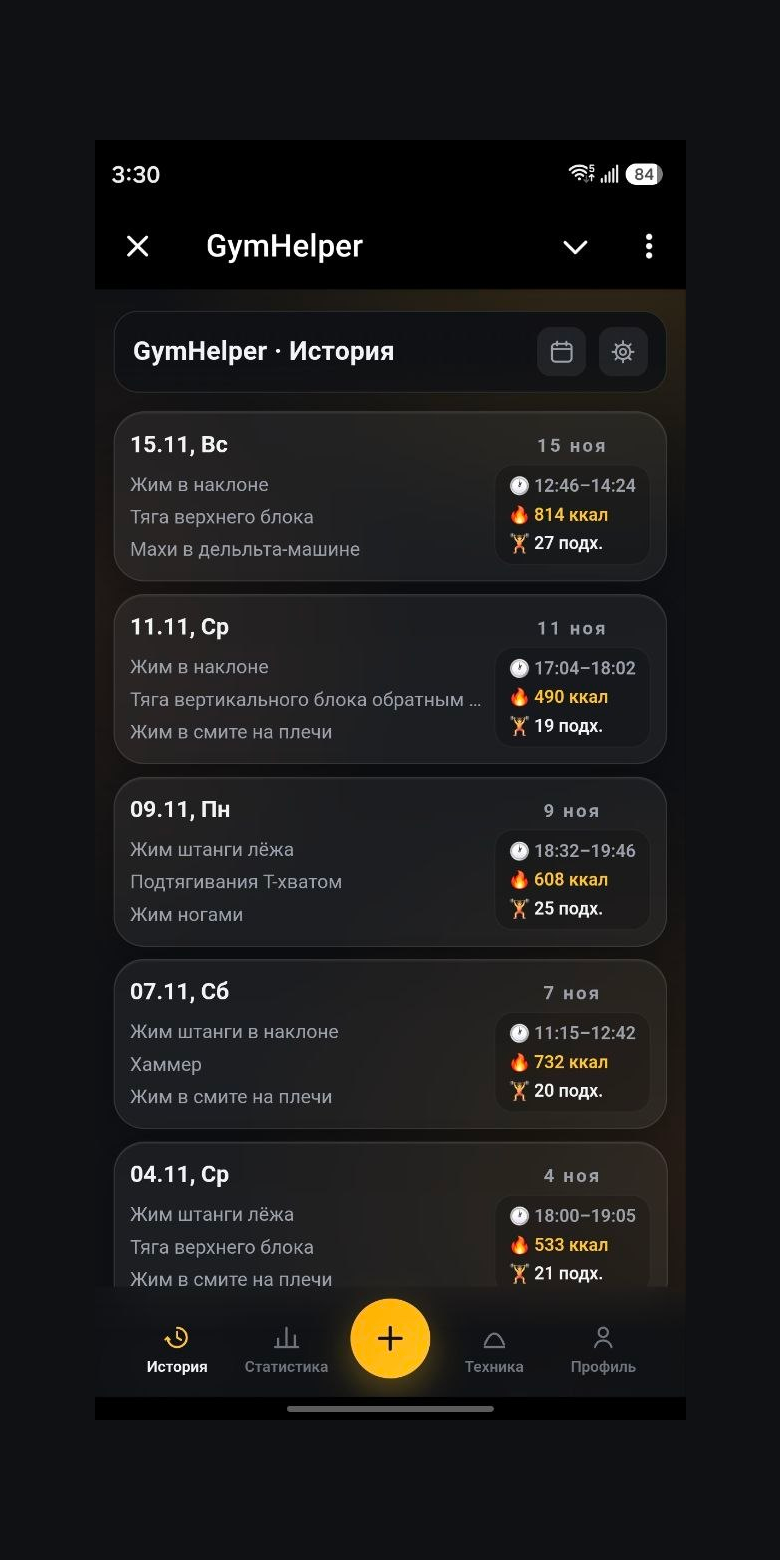 3:30
5
84
GymHelper
GymHelper · История
15.11, Вс
15 ноя
Жим в наклоне
12:46–14:24
Тяга верхнего блока
814 ккал
Махи в дельльта-машине
27 подх.
11.11, Ср
11 ноя
Жим в наклоне
17:04–18:02
Тяга вертикального блока обратным ...
490 ккал
Жим в смите на плечи
19 подх.
09.11, Пн
9 ноя
Жим штанги лёжа
18:32–19:46
Подтягивания Т-хватом
608 ккал
Жим ногами
25 подх.
07.11, Сб
7 ноя
Жим штанги в наклоне
11:15–12:42
Хаммер
732 ккал
Жим в смите на плечи
20 подх.
04.11, Ср
4 ноя
Жим штанги лёжа
18:00–19:05
Тяга верхнего блока
533 ккал
Жим в смите на плечи
21 подх.
История
Статистика
Техника
Профиль